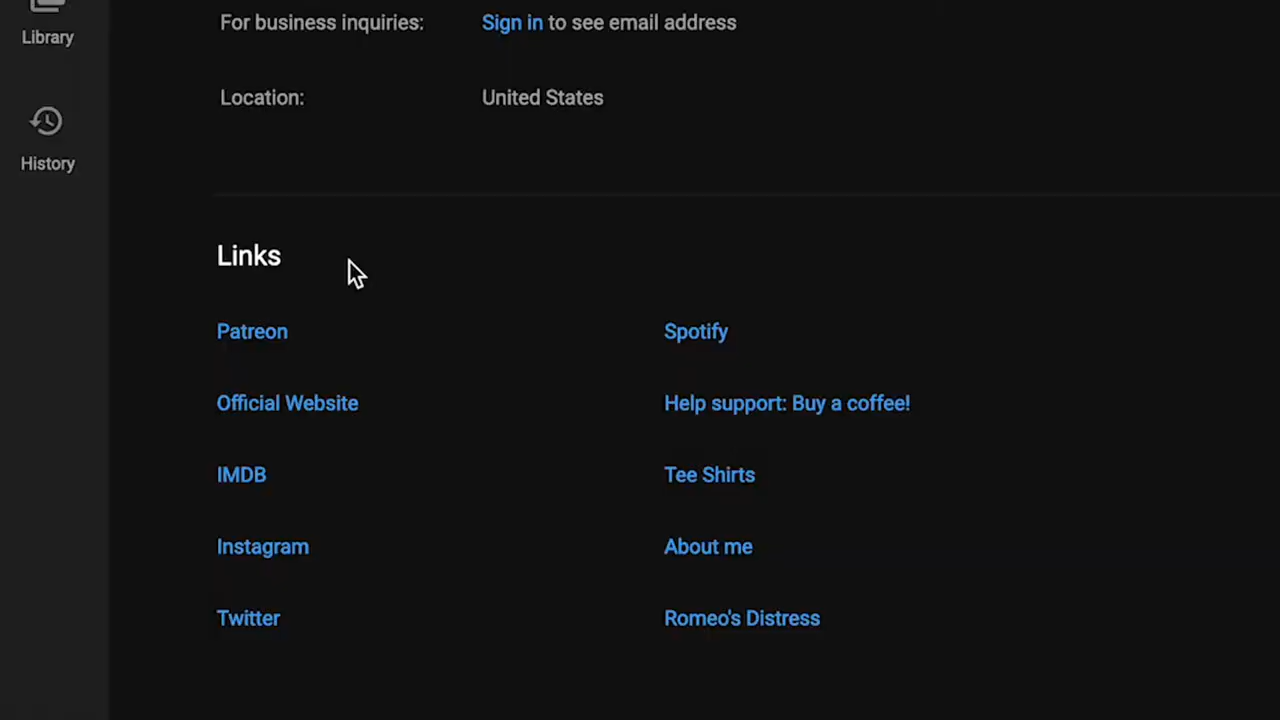 Library
History
For business inquiries: Sign in to see email address
Location: United States
Links
Patreon Spotify
Official Website Help support: Buy a coffee!
IMDB Tee Shirts
Instagram About me
Twitter Romeo's Distress